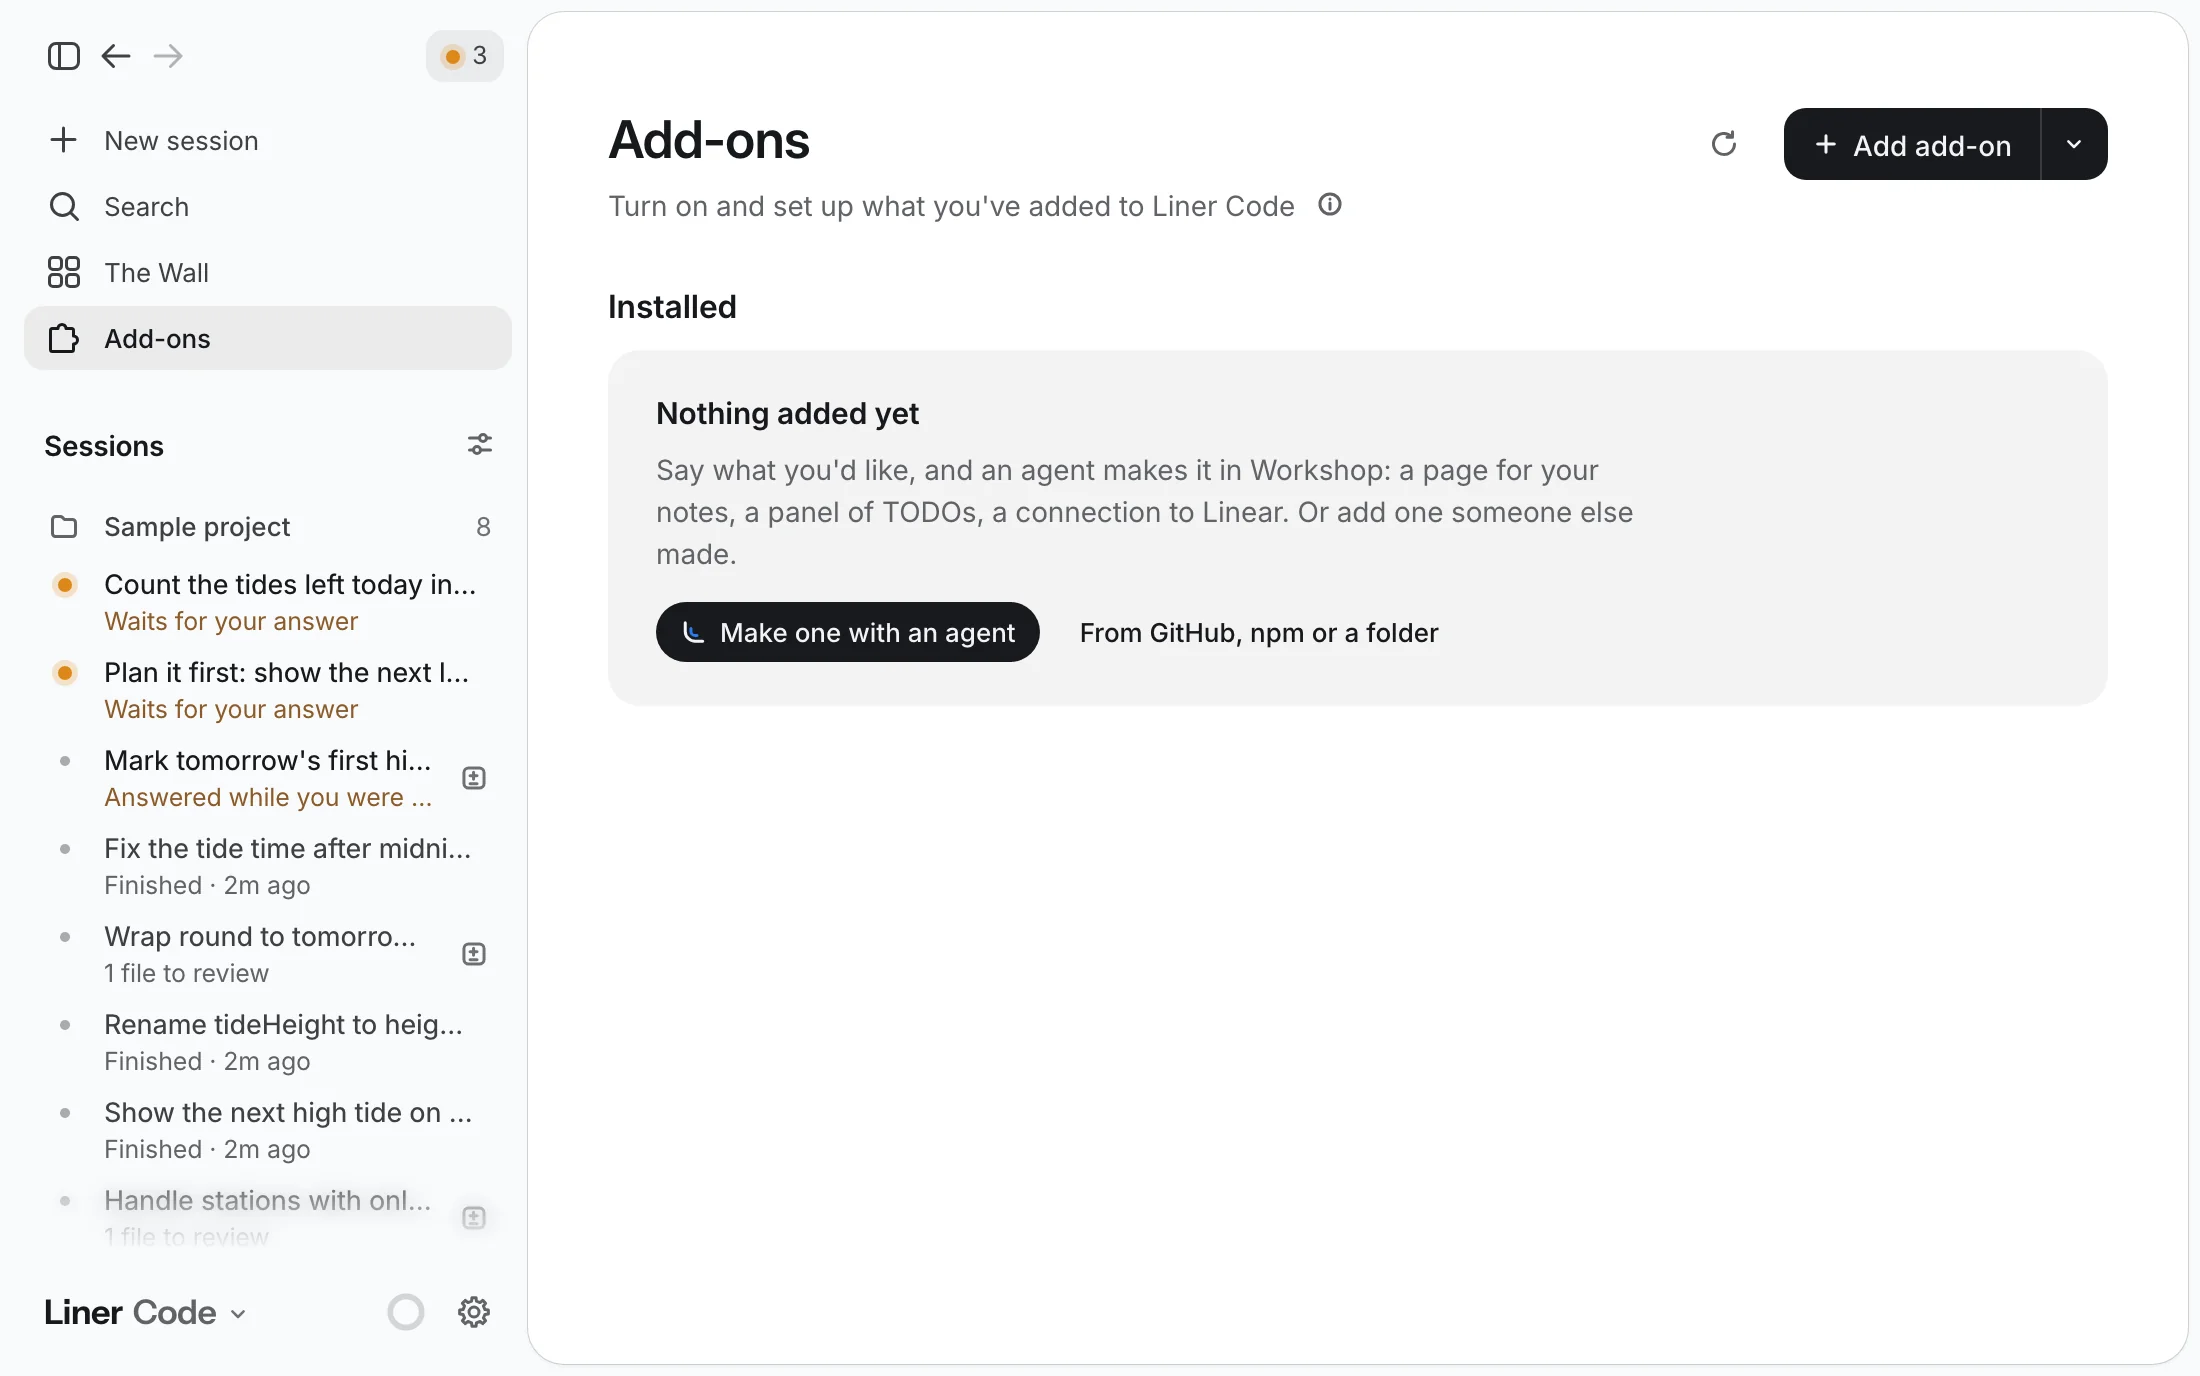 3
New session
Search
The Wall
Add-ons
Sessions
Sample project 8
Count the tides left today in...
Waits for your answer
Plan it first: show the next l...
Waits for your answer
Mark tomorrow's first hi...
Answered while you were ...
Fix the tide time after midni...
Finished · 2m ago
Wrap round to tomorro...
1 file to review
Rename tideHeight to heig...
Finished · 2m ago
Show the next high tide on ...
Finished · 2m ago
Handle stations with onl...
1 file to review
Liner Code
Add-ons
Add add-on
Turn on and set up what you've added to Liner Code
Installed
Nothing added yet
Say what you'd like, and an agent makes it in Workshop: a page for your
notes, a panel of TODOs, a connection to Linear. Or add one someone else
made.
Make one with an agent
From GitHub, npm or a folder